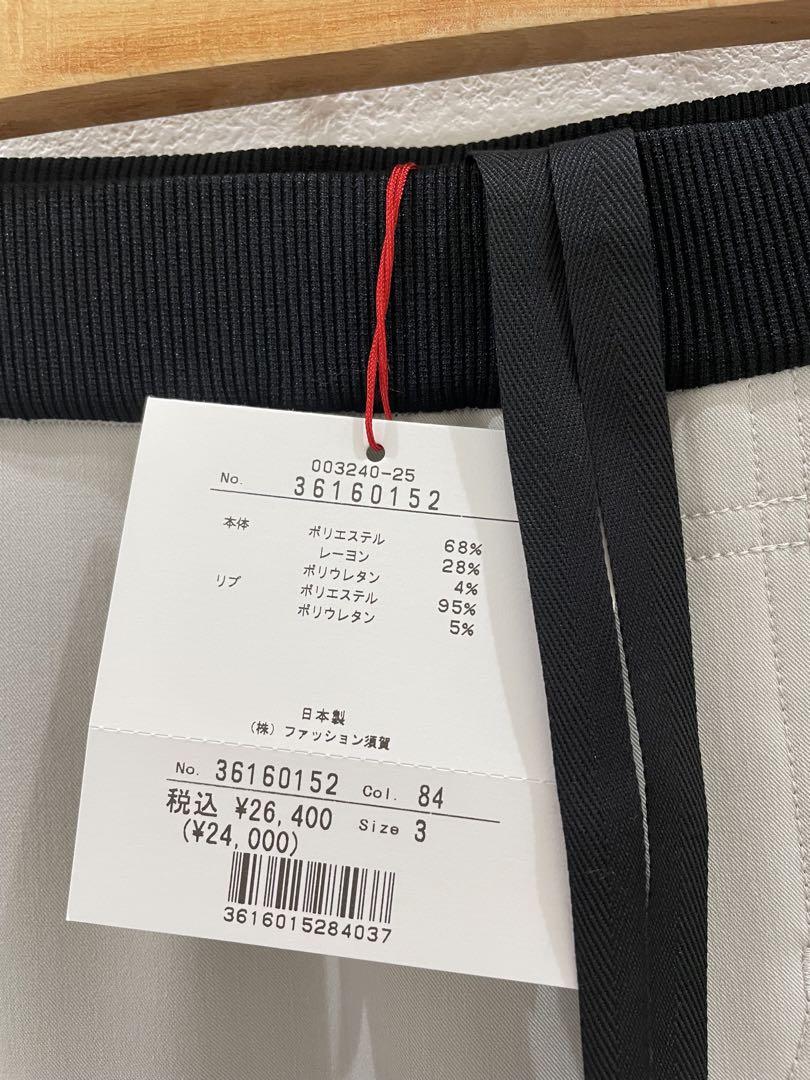 003240-25
No. 36160152
本体 ポリエステル 68%
レーヨン 28%
ポリウレタン 4%
リブ ポリエステル 95%
ポリウレタン 5%
日本製
(株) ファッション須賀
No. 36160152 Col. 84
税込 ¥26,400 Size 3
(¥24,000)
3616015284037